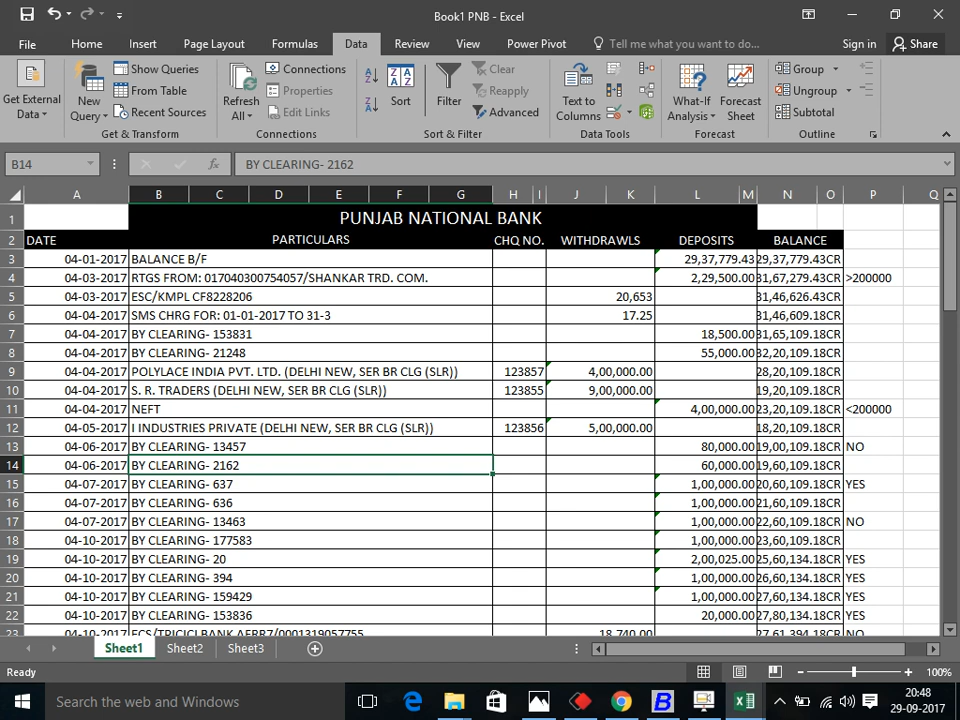 Book1 PNB - Excel
File Home Insert Page Layout Formulas Data Review View Power Pivot Tell me what you want to do... Sign in Share
Get External Data
New Query
Show Queries
From Table
Recent Sources
Get & Transform
Refresh All
Connections
Properties
Edit Links
Connections
Sort
Filter
Clear
Reapply
Advanced
Sort & Filter
Text to Columns
Data Tools
What-If Analysis
Forecast Sheet
Forecast
Group
Ungroup
Subtotal
Outline
B14 fx BY CLEARING- 2162
A B C D E F G H I J K L M N O P Q
1 PUNJAB NATIONAL BANK
2 DATE PARTICULARS CHQ NO. WITHDRAWLS DEPOSITS BALANCE
3 04-01-2017 BALANCE B/F 29,37,779.43 29,37,779.43CR
4 04-03-2017 RTGS FROM: 017040300754057/SHANKAR TRD. COM. 2,29,500.00 31,67,279.43CR >200000
5 04-03-2017 ESC/KMPL CF8228206 20,653 31,46,626.43CR
6 04-04-2017 SMS CHRG FOR: 01-01-2017 TO 31-3 17.25 31,46,609.18CR
7 04-04-2017 BY CLEARING- 153831 18,500.00 31,65,109.18CR
8 04-04-2017 BY CLEARING- 21248 55,000.00 32,20,109.18CR
9 04-04-2017 POLYLACE INDIA PVT. LTD. (DELHI NEW, SER BR CLG (SLR)) 123857 4,00,000.00 28,20,109.18CR
10 04-04-2017 S. R. TRADERS (DELHI NEW, SER BR CLG (SLR)) 123855 9,00,000.00 19,20,109.18CR
11 04-04-2017 NEFT 4,00,000.00 23,20,109.18CR <200000
12 04-05-2017 I INDUSTRIES PRIVATE (DELHI NEW, SER BR CLG (SLR)) 123856 5,00,000.00 18,20,109.18CR
13 04-06-2017 BY CLEARING- 13457 80,000.00 19,00,109.18CR NO
14 04-06-2017 BY CLEARING- 2162 60,000.00 19,60,109.18CR
15 04-07-2017 BY CLEARING- 637 1,00,000.00 20,60,109.18CR YES
16 04-07-2017 BY CLEARING- 636 1,00,000.00 21,60,109.18CR
17 04-07-2017 BY CLEARING- 13463 1,00,000.00 22,60,109.18CR NO
18 04-10-2017 BY CLEARING- 177583 1,00,000.00 23,60,109.18CR
19 04-10-2017 BY CLEARING- 20 2,00,025.00 25,60,134.18CR YES
20 04-10-2017 BY CLEARING- 394 1,00,000.00 26,60,134.18CR YES
21 04-10-2017 BY CLEARING- 159429 1,00,000.00 27,60,134.18CR YES
22 04-10-2017 BY CLEARING- 153836 20,000.00 27,80,134.18CR YES
23 04-10-2017 18,740.00 27,61,394.18CR NO
Sheet1 Sheet2 Sheet3
Ready 100%
Search the web and Windows
20:48
29-09-2017